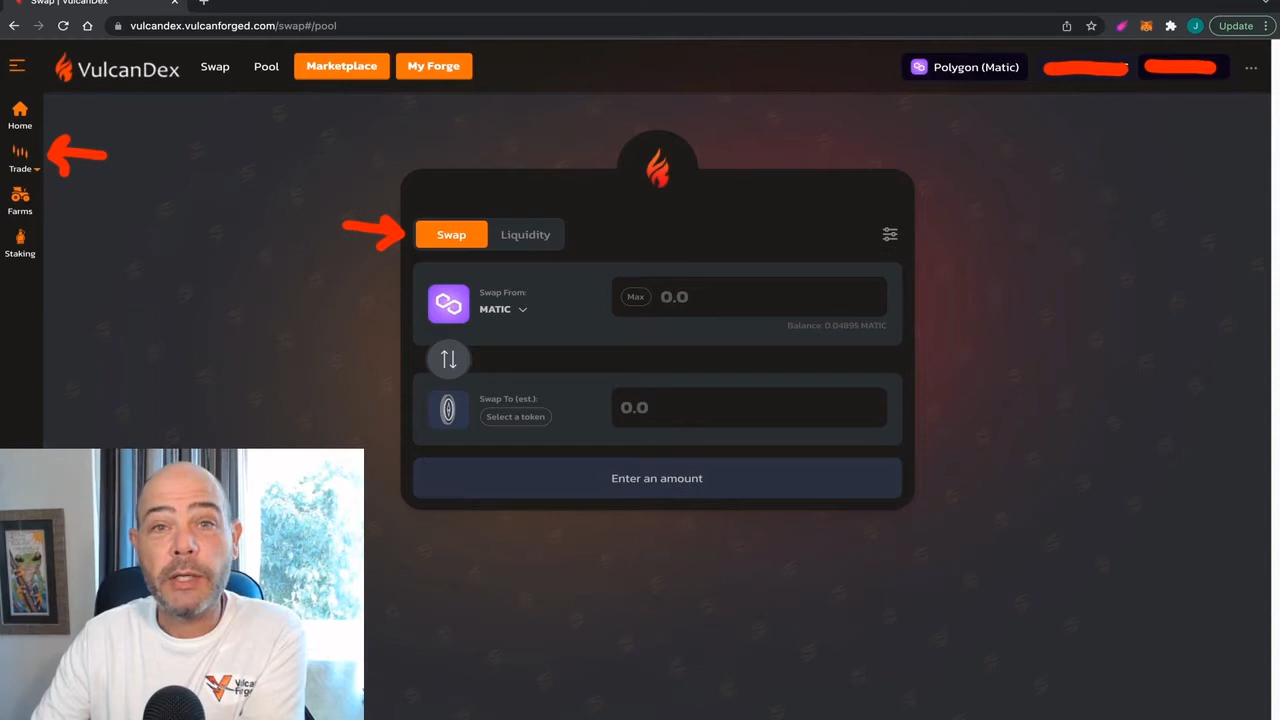 Swap | VulcanDex
vulcandex.vulcanforged.com/swap#/pool
J
Update
VulcanDex
Swap
Pool
Marketplace
My Forge
Polygon (Matic)
Home
Trade
Farms
Staking
Swap
Liquidity
Swap From:
MATIC
Max
0.0
Balance: 0.04895 MATIC
Swap To (est.):
Select a token
0.0
Enter an amount
Vulcan
Forged